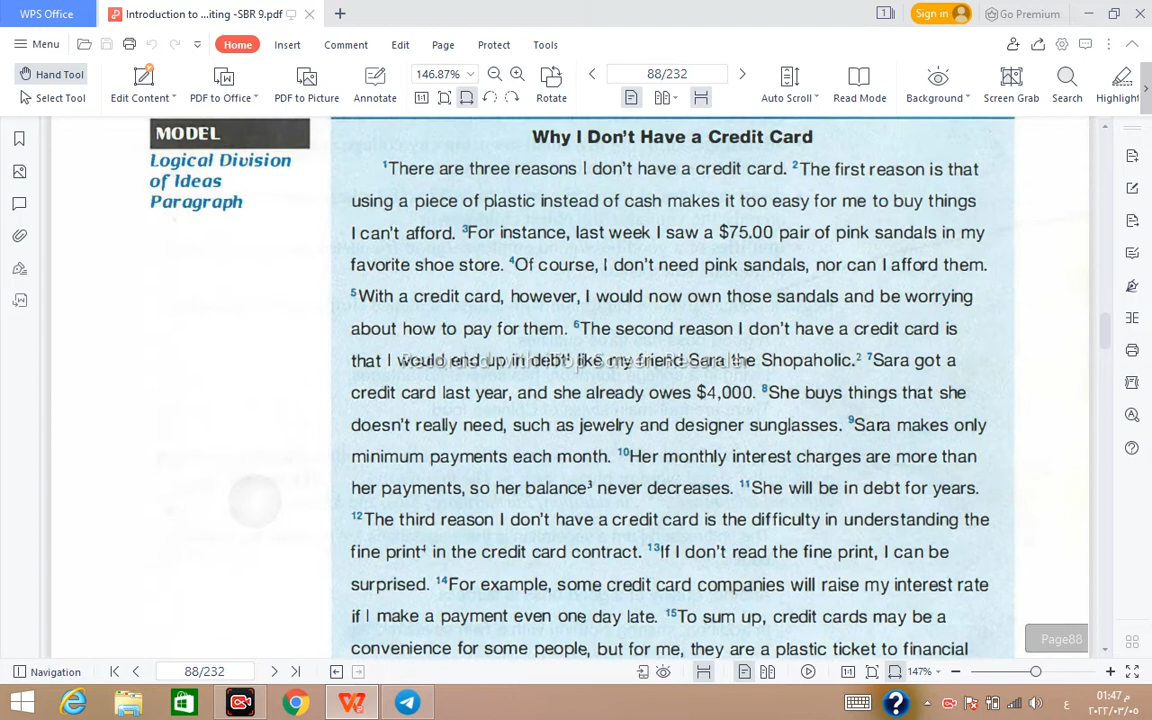 WPS Office
Introduction to ...iting -SBR 9.pdf
Sign in
Go Premium
Menu
Home
Insert
Comment
Edit
Page
Protect
Tools
Hand Tool
Select Tool
Edit Content
PDF to Office
PDF to Picture
Annotate
146.87%
Rotate
88/232
Auto Scroll
Read Mode
Background
Screen Grab
Search
Highlight
MODEL
Logical Division
of Ideas
Paragraph
Why I Don't Have a Credit Card
1There are three reasons I don't have a credit card. 2The first reason is that
using a piece of plastic instead of cash makes it too easy for me to buy things
I can't afford. 3For instance, last week I saw a $75.00 pair of pink sandals in my
favorite shoe store. 4Of course, I don't need pink sandals, nor can I afford them.
5With a credit card, however, I would now own those sandals and be worrying
about how to pay for them. 6The second reason I don't have a credit card is
that I would end up in debt1 like my friend Sara the Shopaholic.2 7Sara got a
credit card last year, and she already owes $4,000. 8She buys things that she
doesn't really need, such as jewelry and designer sunglasses. 9Sara makes only
minimum payments each month. 10Her monthly interest charges are more than
her payments, so her balance3 never decreases. 11She will be in debt for years.
12The third reason I don't have a credit card is the difficulty in understanding the
fine print4 in the credit card contract. 13If I don't read the fine print, I can be
surprised. 14For example, some credit card companies will raise my interest rate
if I make a payment even one day late. 15To sum up, credit cards may be a
convenience for some people, but for me, they are a plastic ticket to financial
Page88
Navigation
88/232
147%
ع
01:47 م
٢٠٢٢/٠٣/٠٥